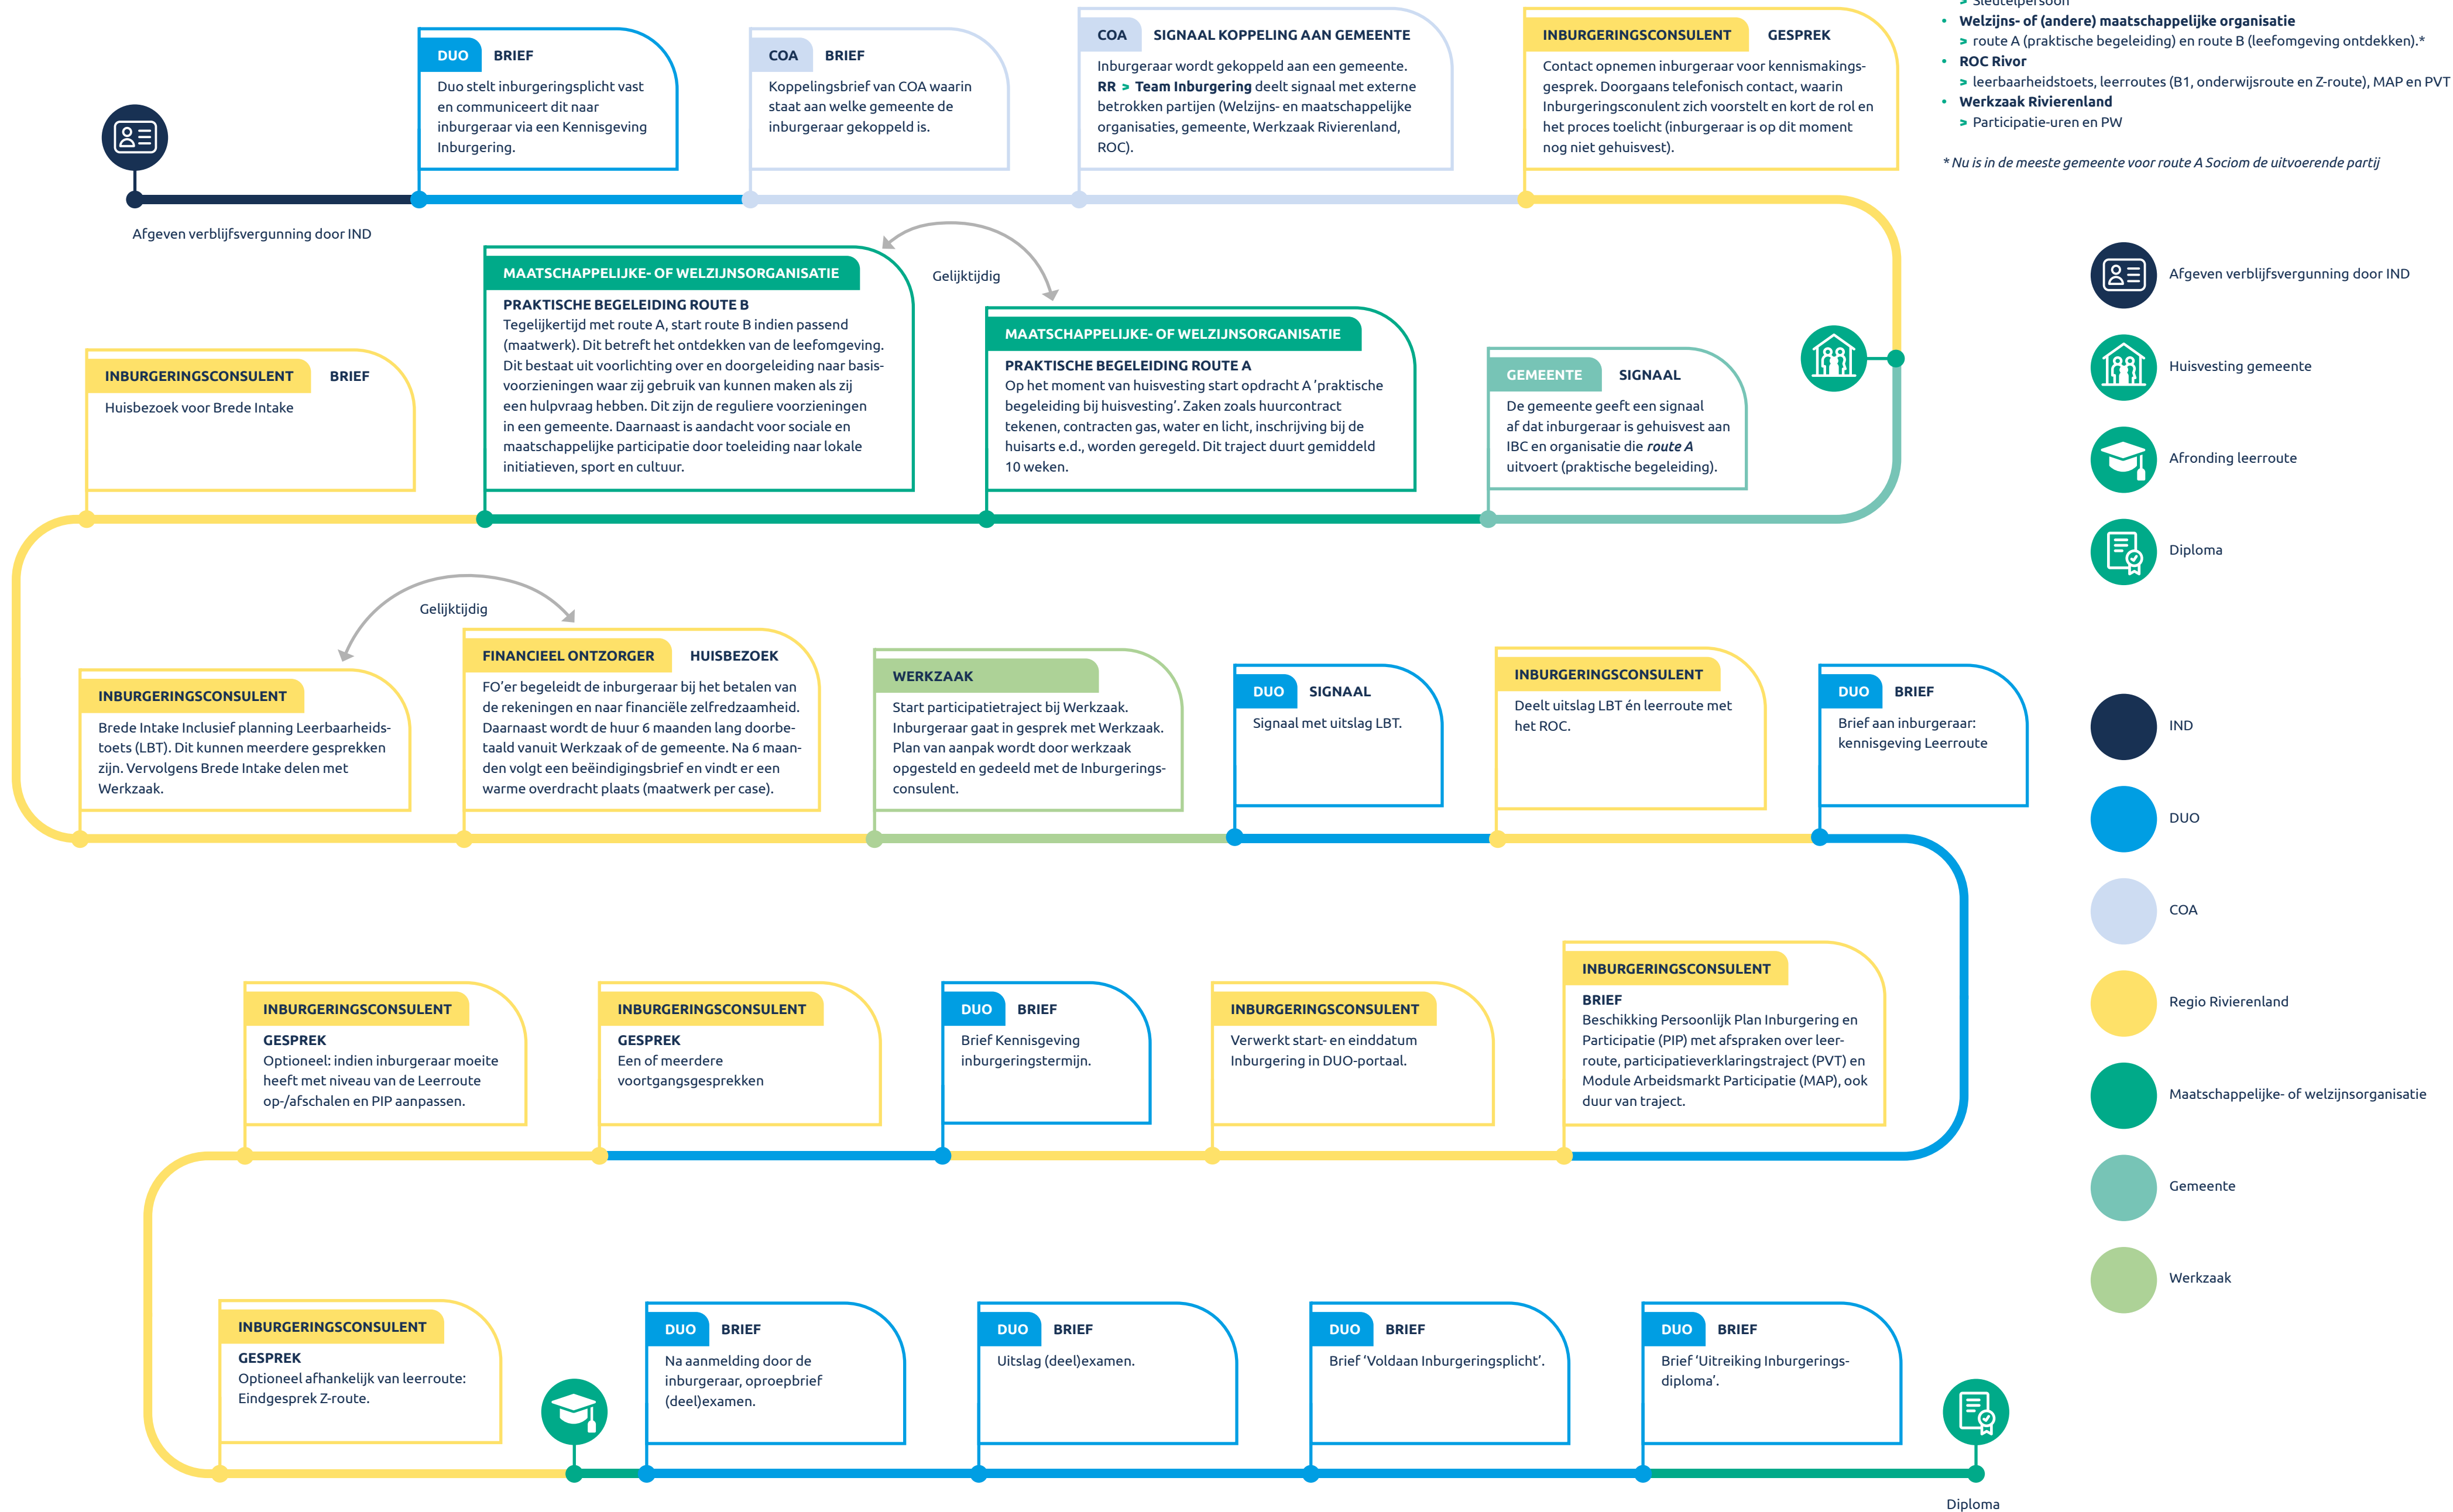 > Sleutelpersoon
• Welzijns- of (andere) maatschappelijke organisatie
> route A (praktische begeleiding) en route B (leefomgeving ontdekken).*
• ROC Rivor
> leerbaarheidstoets, leerroutes (B1, onderwijsroute en Z-route), MAP en PVT
• Werkzaak Rivierenland
> Participatie-uren en PW
* Nu is in de meeste gemeente voor route A Sociom de uitvoerende partij
DUO BRIEF
Duo stelt inburgeringsplicht vast
en communiceert dit naar
inburgeraar via een Kennisgeving
Inburgering.
COA BRIEF
Koppelingsbrief van COA waarin
staat aan welke gemeente de
inburgeraar gekoppeld is.
COA SIGNAAL KOPPELING AAN GEMEENTE
Inburgeraar wordt gekoppeld aan een gemeente.
RR > Team Inburgering deelt signaal met externe
betrokken partijen (Welzijns- en maatschappelijke
organisaties, gemeente, Werkzaak Rivierenland,
ROC).
INBURGERINGSCONSULENT GESPREK
Contact opnemen inburgeraar voor kennismakings-
gesprek. Doorgaans telefonisch contact, waarin
Inburgeringsconulent zich voorstelt en kort de rol en
het proces toelicht (inburgeraar is op dit moment
nog niet gehuisvest).
Afgeven verblijfsvergunning door IND
INBURGERINGSCONSULENT BRIEF
Huisbezoek voor Brede Intake
MAATSCHAPPELIJKE- OF WELZIJNSORGANISATIE
PRAKTISCHE BEGELEIDING ROUTE B
Tegelijkertijd met route A, start route B indien passend
(maatwerk). Dit betreft het ontdekken van de leefomgeving.
Dit bestaat uit voorlichting over en doorgeleiding naar basis-
voorzieningen waar zij gebruik van kunnen maken als zij
een hulpvraag hebben. Dit zijn de reguliere voorzieningen
in een gemeente. Daarnaast is aandacht voor sociale en
maatschappelijke participatie door toeleiding naar lokale
initiatieven, sport en cultuur.
Gelijktijdig
MAATSCHAPPELIJKE- OF WELZIJNSORGANISATIE
PRAKTISCHE BEGELEIDING ROUTE A
Op het moment van huisvesting start opdracht A ’praktische
begeleiding bij huisvesting’. Zaken zoals huurcontract
tekenen, contracten gas, water en licht, inschrijving bij de
huisarts e.d., worden geregeld. Dit traject duurt gemiddeld
10 weken.
GEMEENTE SIGNAAL
De gemeente geeft een signaal
af dat inburgeraar is gehuisvest aan
IBC en organisatie die route A
uitvoert (praktische begeleiding).
Afgeven verblijfsvergunning door IND
Huisvesting gemeente
Afronding leerroute
Diploma
Gelijktijdig
INBURGERINGSCONSULENT
Brede Intake Inclusief planning Leerbaarheids-
toets (LBT). Dit kunnen meerdere gesprekken
zijn. Vervolgens Brede Intake delen met
Werkzaak.
FINANCIEEL ONTZORGER HUISBEZOEK
FO’er begeleidt de inburgeraar bij het betalen van
de rekeningen en naar financiële zelfredzaamheid.
Daarnaast wordt de huur 6 maanden lang doorbe-
taald vanuit Werkzaak of de gemeente. Na 6 maan-
den volgt een beëindigingsbrief en vindt er een
warme overdracht plaats (maatwerk per case).
WERKZAAK
Start participatietraject bij Werkzaak.
Inburgeraar gaat in gesprek met Werkzaak.
Plan van aanpak wordt door werkzaak
opgesteld en gedeeld met de Inburgerings-
consulent.
DUO SIGNAAL
Signaal met uitslag LBT.
INBURGERINGSCONSULENT
Deelt uitslag LBT én leerroute met
het ROC.
DUO BRIEF
Brief aan inburgeraar:
kennisgeving Leerroute
IND
DUO
COA
Regio Rivierenland
Maatschappelijke- of welzijnsorganisatie
Gemeente
Werkzaak
INBURGERINGSCONSULENT
GESPREK
Optioneel: indien inburgeraar moeite
heeft met niveau van de Leerroute
op-/afschalen en PIP aanpassen.
INBURGERINGSCONSULENT
GESPREK
Een of meerdere
voortgangsgesprekken
DUO BRIEF
Brief Kennisgeving
inburgeringstermijn.
INBURGERINGSCONSULENT
Verwerkt start- en einddatum
Inburgering in DUO-portaal.
INBURGERINGSCONSULENT
BRIEF
Beschikking Persoonlijk Plan Inburgering en
Participatie (PIP) met afspraken over leer-
route, participatieverklaringstraject (PVT) en
Module Arbeidsmarkt Participatie (MAP), ook
duur van traject.
INBURGERINGSCONSULENT
GESPREK
Optioneel afhankelijk van leerroute:
Eindgesprek Z-route.
DUO BRIEF
Na aanmelding door de
inburgeraar, oproepbrief
(deel)examen.
DUO BRIEF
Uitslag (deel)examen.
DUO BRIEF
Brief ‘Voldaan Inburgeringsplicht’.
DUO BRIEF
Brief ‘Uitreiking Inburgerings-
diploma’.
Diploma